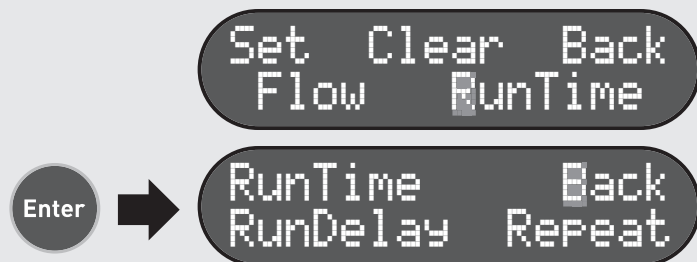 Set Clear Back
Flow RunTime
Enter
RunTime Back
RunDelay Repeat